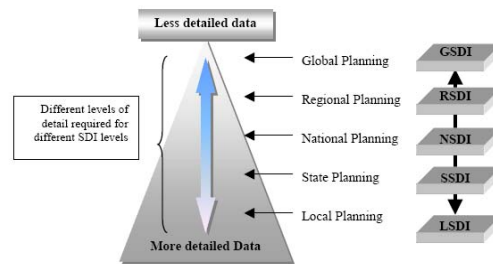 Less detailed data
Global Planning
GSDI
Regional Planning
RSDI
Different levels of
detail required for
different SDI levels
National Planning
NSDI
State Planning
SSDI
Local Planning
LSDI
More detailed Data